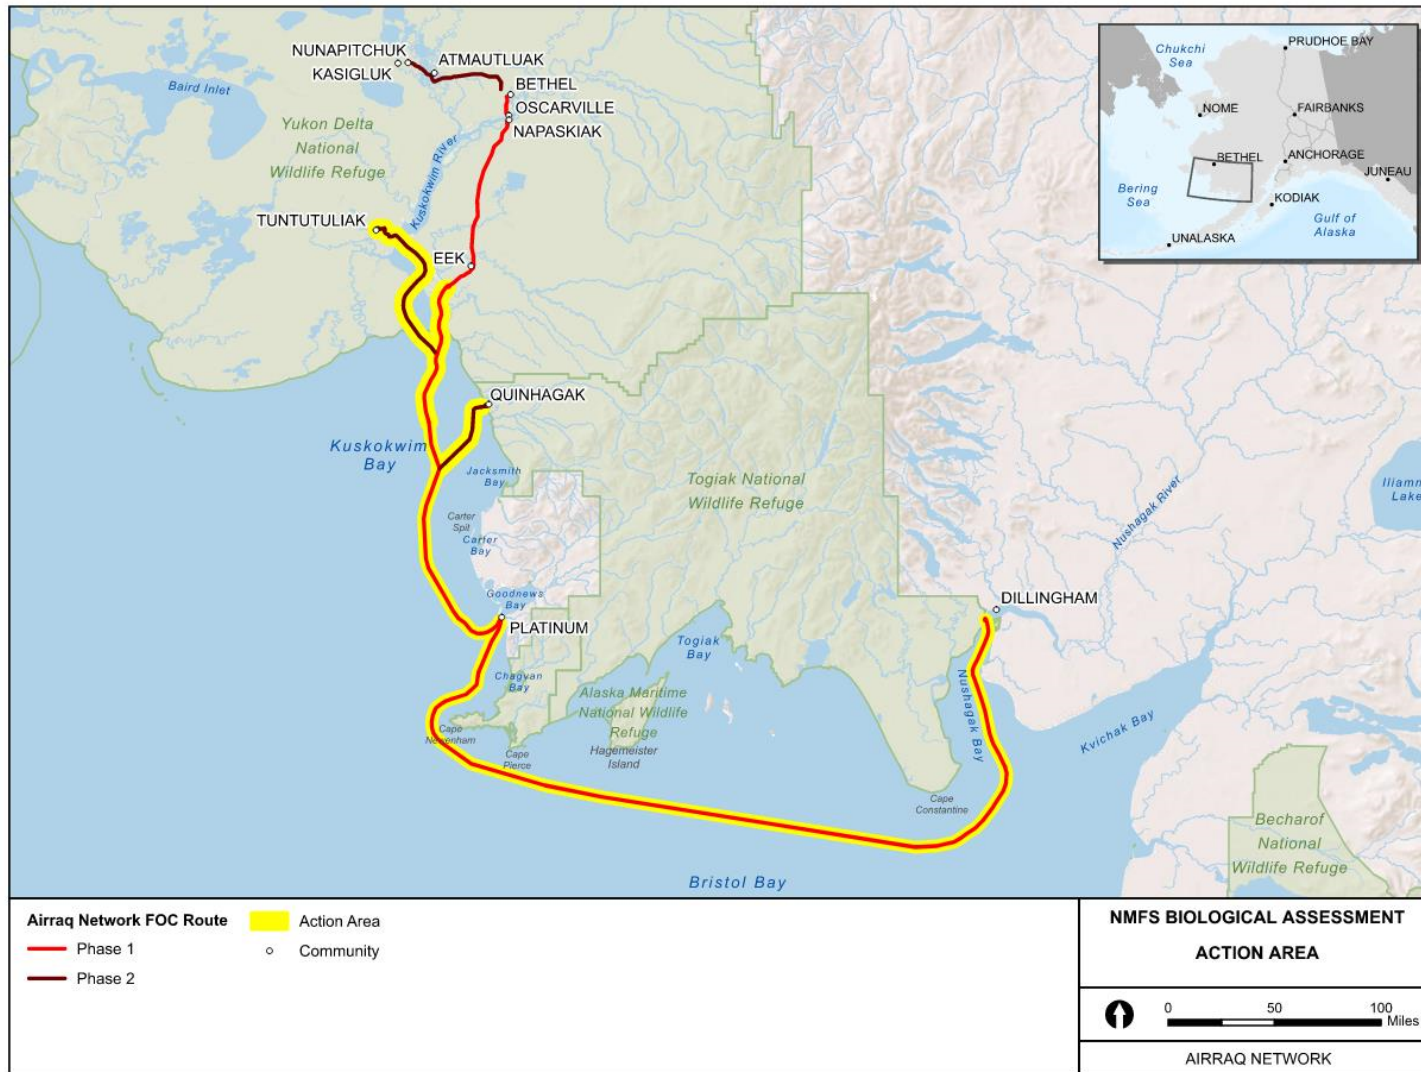 NUNAPITCHUK
KASIGLUK
ATMAUTLUAK
BETHEL
OSCARVILLE
NAPASKIAK
Baird Inlet
Yukon Delta
National
Wildlife Refuge
Kuskokwim River
TUNTUTULIAK
EEK
QUINHAGAK
Kuskokwim
Bay
Jacksmith
Bay
Carter
Spit
Carter
Bay
Goodnews
Bay
PLATINUM
Chagvan
Bay
Cape
Newenham
Cape
Pierce
Togiak National
Wildlife Refuge
Togiak
Bay
Alaska Maritime
National Wildlife
Refuge
Hagemeister
Island
DILLINGHAM
Nushagak River
Nushagak Bay
Kvichak Bay
Cape
Constantine
Iliamn
Lake
Becharof
National
Wildlife Refuge
Bristol Bay
Chukchi
Sea
PRUDHOE BAY
NOME
FAIRBANKS
BETHEL
ANCHORAGE
JUNEAU
Bering
Sea
KODIAK
Gulf of
Alaska
UNALASKA
Airraq Network FOC Route
Phase 1
Phase 2
Action Area
Community
NMFS BIOLOGICAL ASSESSMENT
ACTION AREA
0 50 100
Miles
AIRRAQ NETWORK